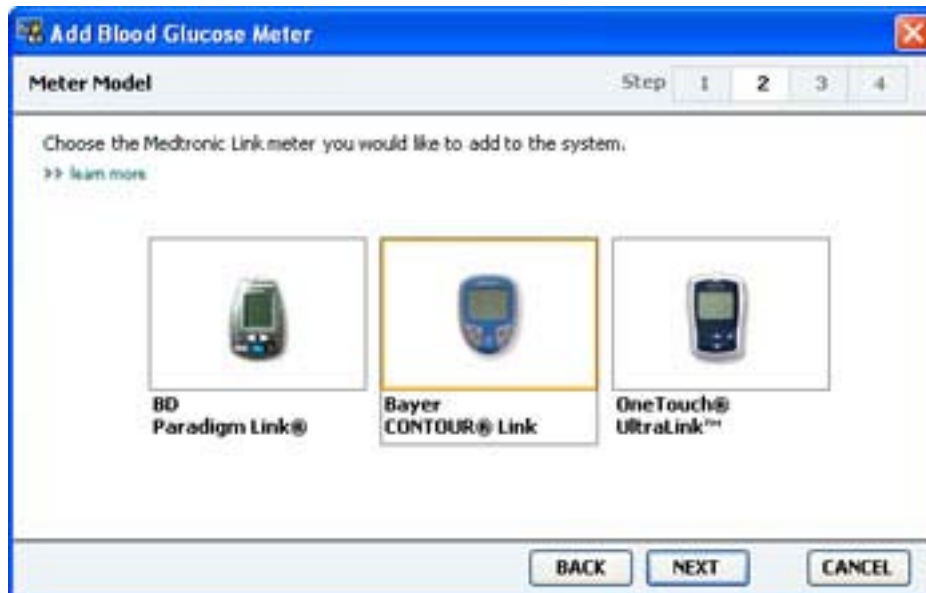 Add Blood Glucose Meter
Meter Model
Step 1 2 3 4
Choose the Medtronic Link meter you would like to add to the system.
>> learn more
BD
Paradigm Link®
Bayer
CONTOUR® Link
OneTouch®
UltraLink™
BACK NEXT CANCEL